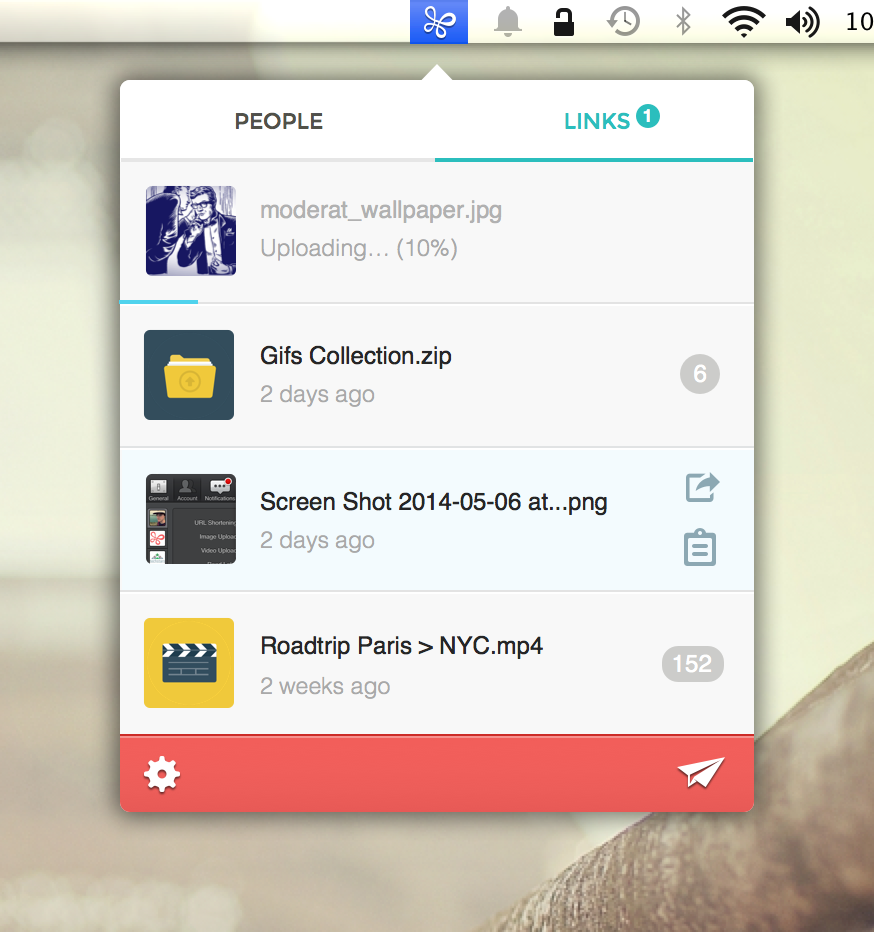 10
PEOPLE
LINKS 1
moderat_wallpaper.jpg
Uploading… (10%)
Gifs Collection.zip
2 days ago
6
General Account Notifications
URL Shortening
Image Upload
Video Upload
Screen Shot 2014-05-06 at...png
2 days ago
Roadtrip Paris > NYC.mp4
2 weeks ago
152